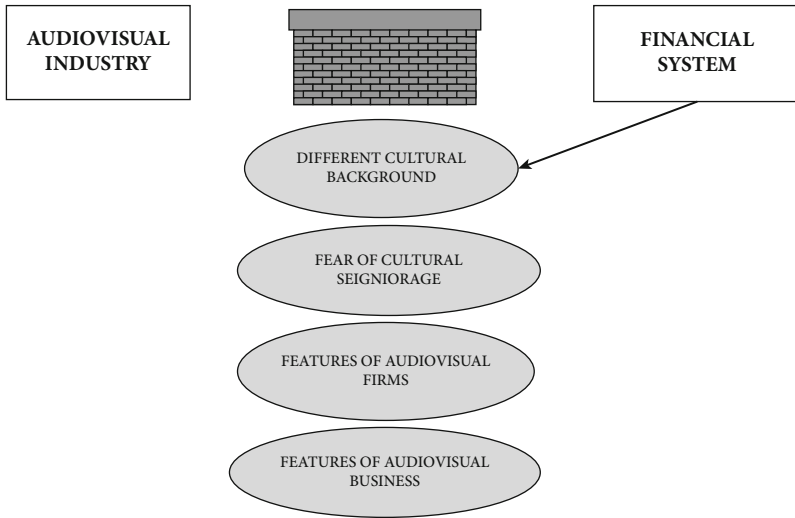 AUDIOVISUAL
INDUSTRY
FINANCIAL
SYSTEM
DIFFERENT CULTURAL
BACKGROUND
FEAR OF CULTURAL
SEIGNIORAGE
FEATURES OF AUDIOVISUAL
FIRMS
FEATURES OF AUDIOVISUAL
BUSINESS